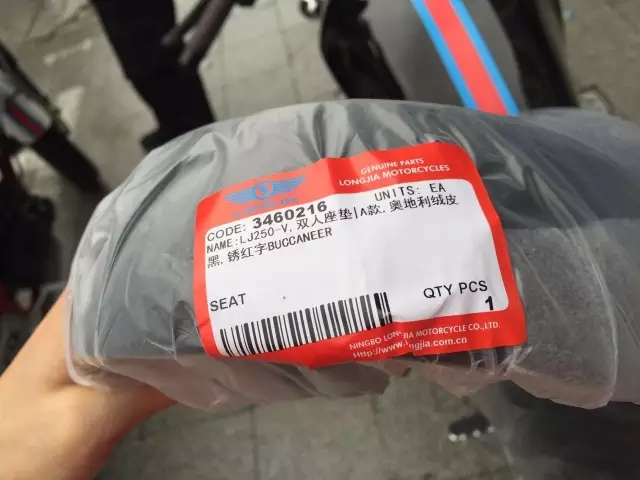 GENUINE PARTS
LONGJIA MOTORCYCLES
CODE: 3460216
UNITS: EA
NAME:LJ250-V,双人座垫|A款,奥地利绒皮
黑,锈红字BUCCANEER
SEAT
QTY PCS
1
NINGBO LONGJIA MOTORCYCLE CO.,LTD.
Http://www.longjia.com.cn